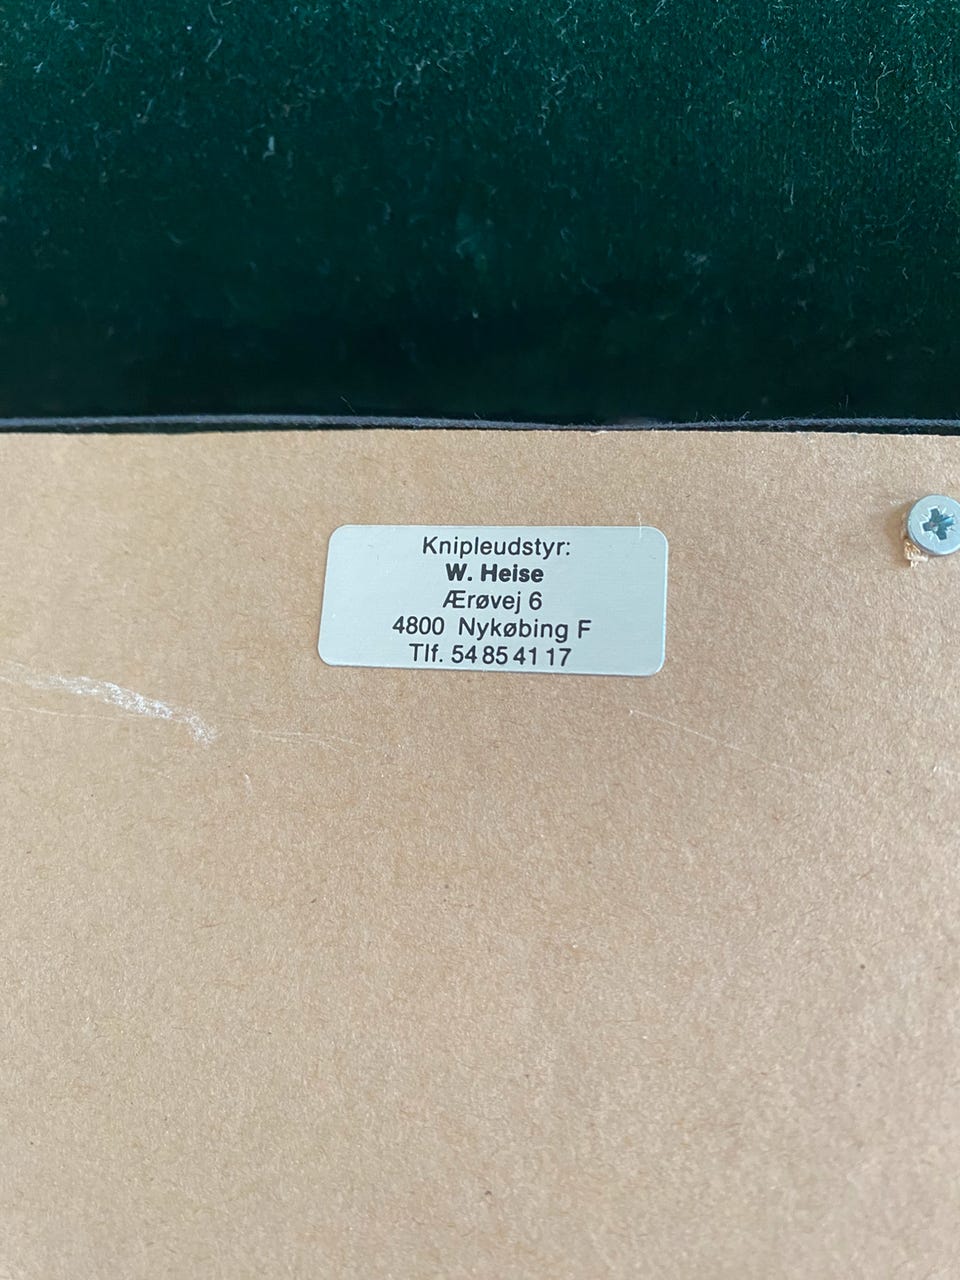 Knipleudstyr:
W. Heise
Ærøvej 6
4800 Nykøbing F
Tlf. 54 85 41 17